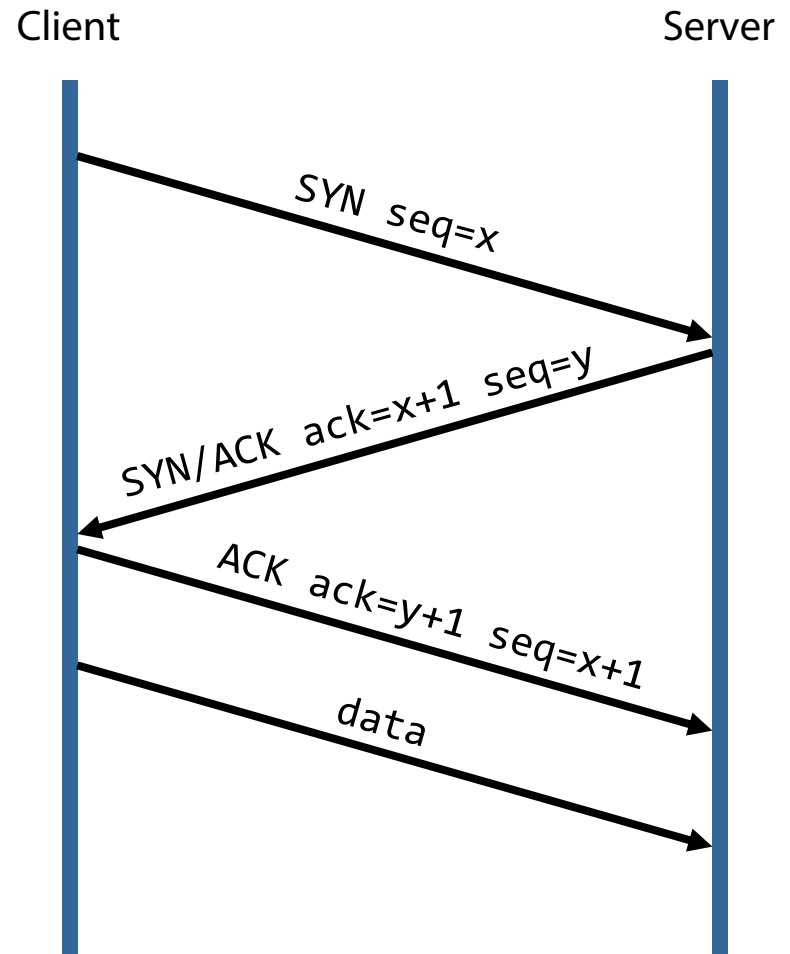 Client
Server
SYN seq=x
SYN/ACK ack=x+1 seq=y
ACK ack=y+1 seq=x+1
data